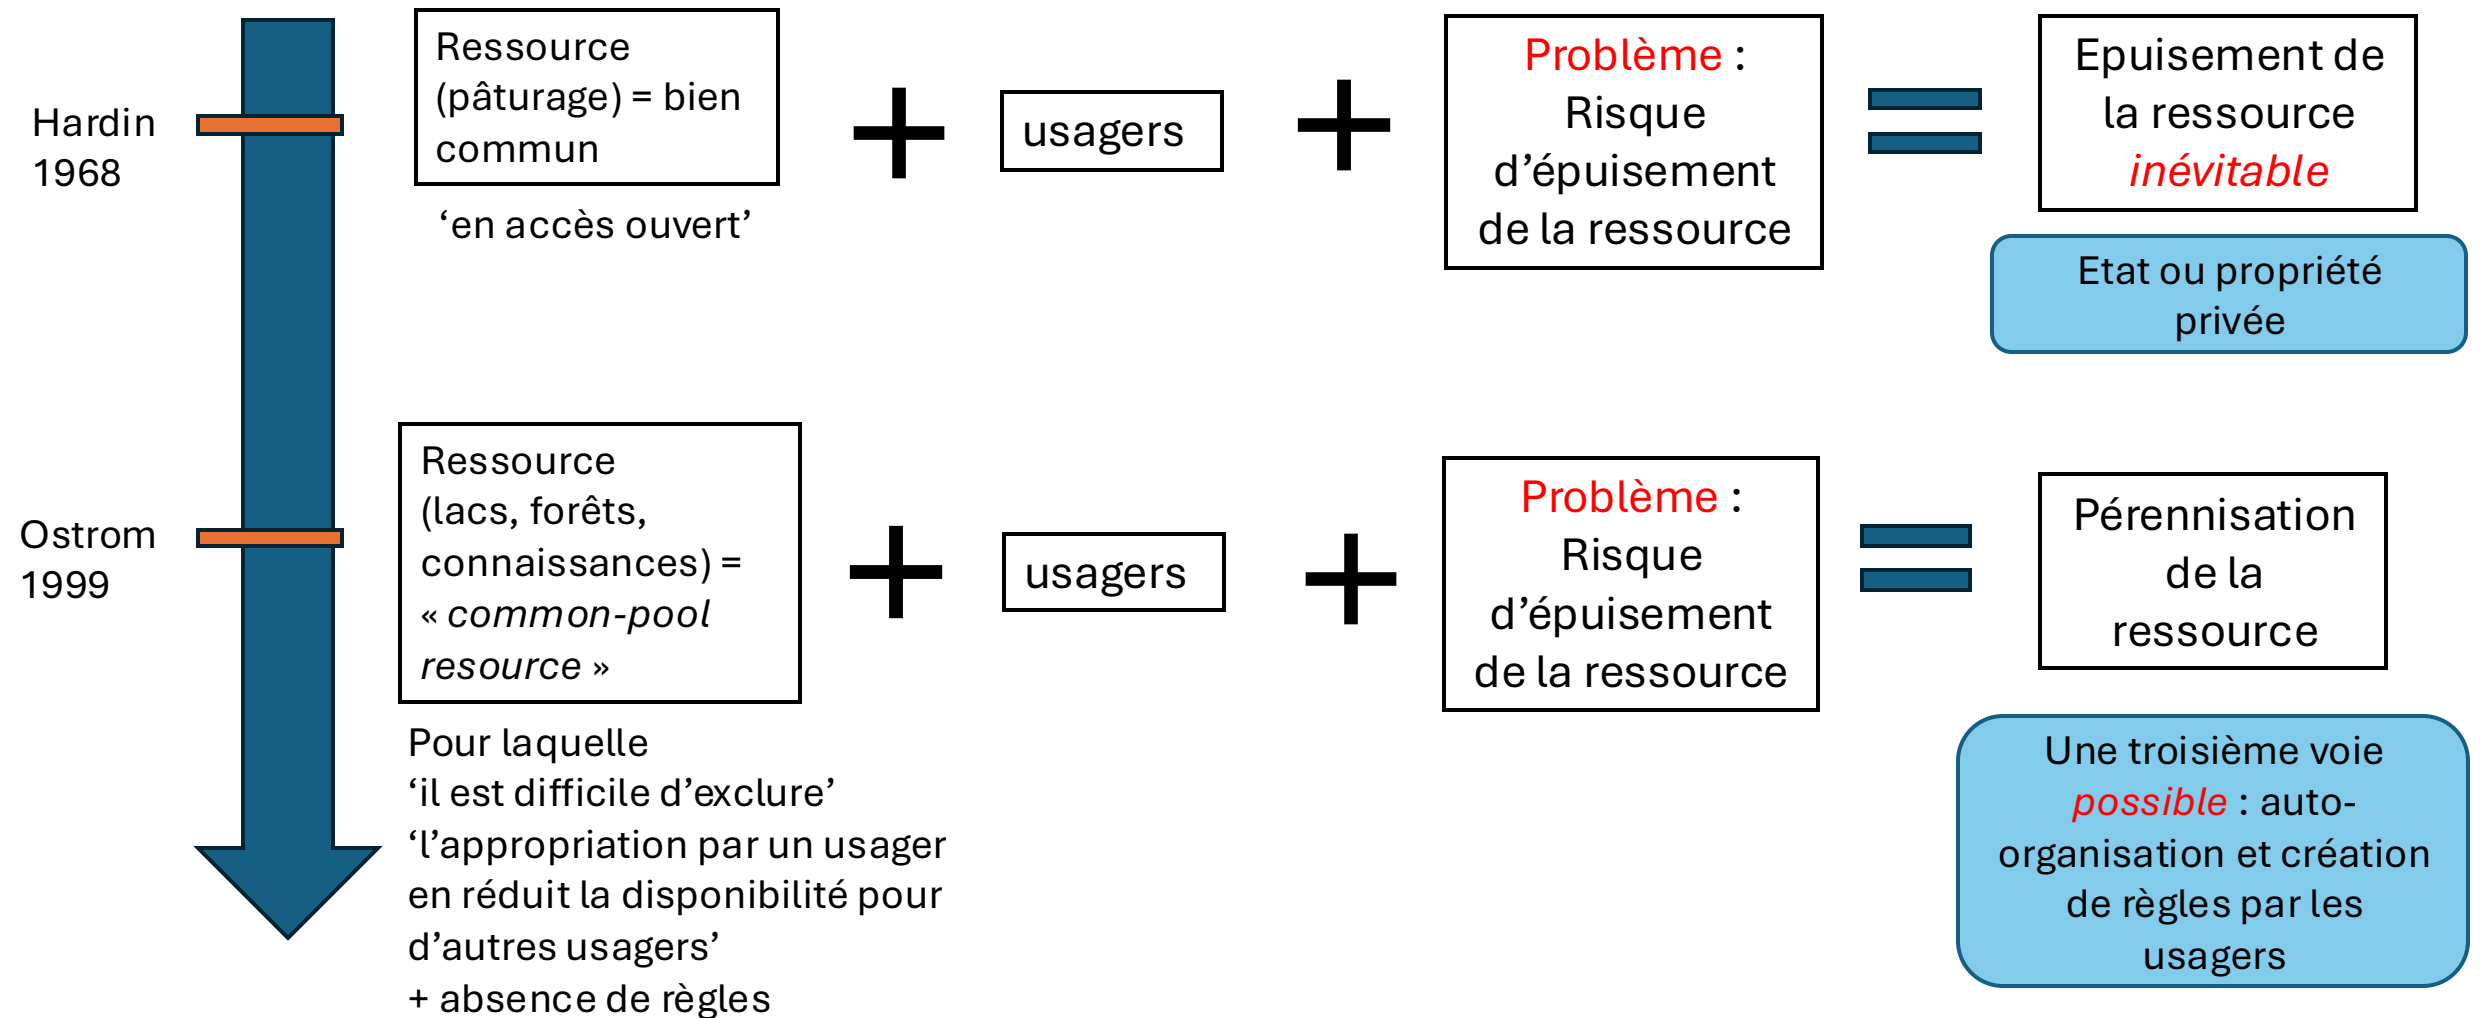 Hardin
1968
Ressource
(pâturage) = bien
commun
‘en accès ouvert’
usagers
Problème :
Risque
d’épuisement
de la ressource
Epuisement de
la ressource
inévitable
Etat ou propriété
privée
Ostrom
1999
Ressource
(lacs, forêts,
connaissances) =
« common-pool
resource »
Pour laquelle
‘il est difficile d’exclure’
‘l’appropriation par un usager
en réduit la disponibilité pour
d’autres usagers’
+ absence de règles
usagers
Problème :
Risque
d’épuisement
de la ressource
Pérennisation
de la
ressource
Une troisième voie
possible : auto-
organisation et création
de règles par les
usagers